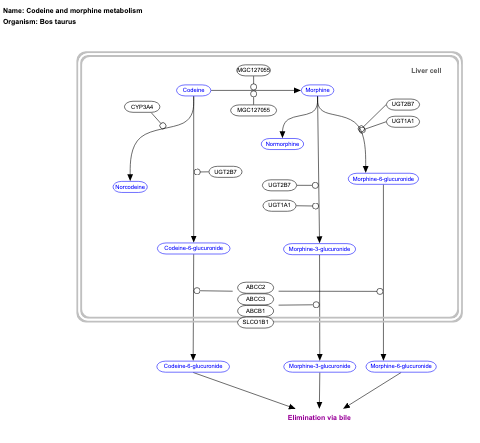 Name: Codeine and morphine metabolism
Organism: Bos taurus
MGC127055
Liver cell
Codeine
Morphine
CYP3A4
MGC127055
UGT2B7
UGT1A1
Normorphine
UGT2B7
Morphine-6-glucuronide
Norcodeine
UGT2B7
UGT1A1
Codeine-6-glucuronide
Morphine-3-glucuronide
ABCC2
ABCC3
ABCB1
SLCO1B1
Codeine-6-glucuronide
Morphine-3-glucuronide
Morphine-6-glucuronide
Elimination via bile